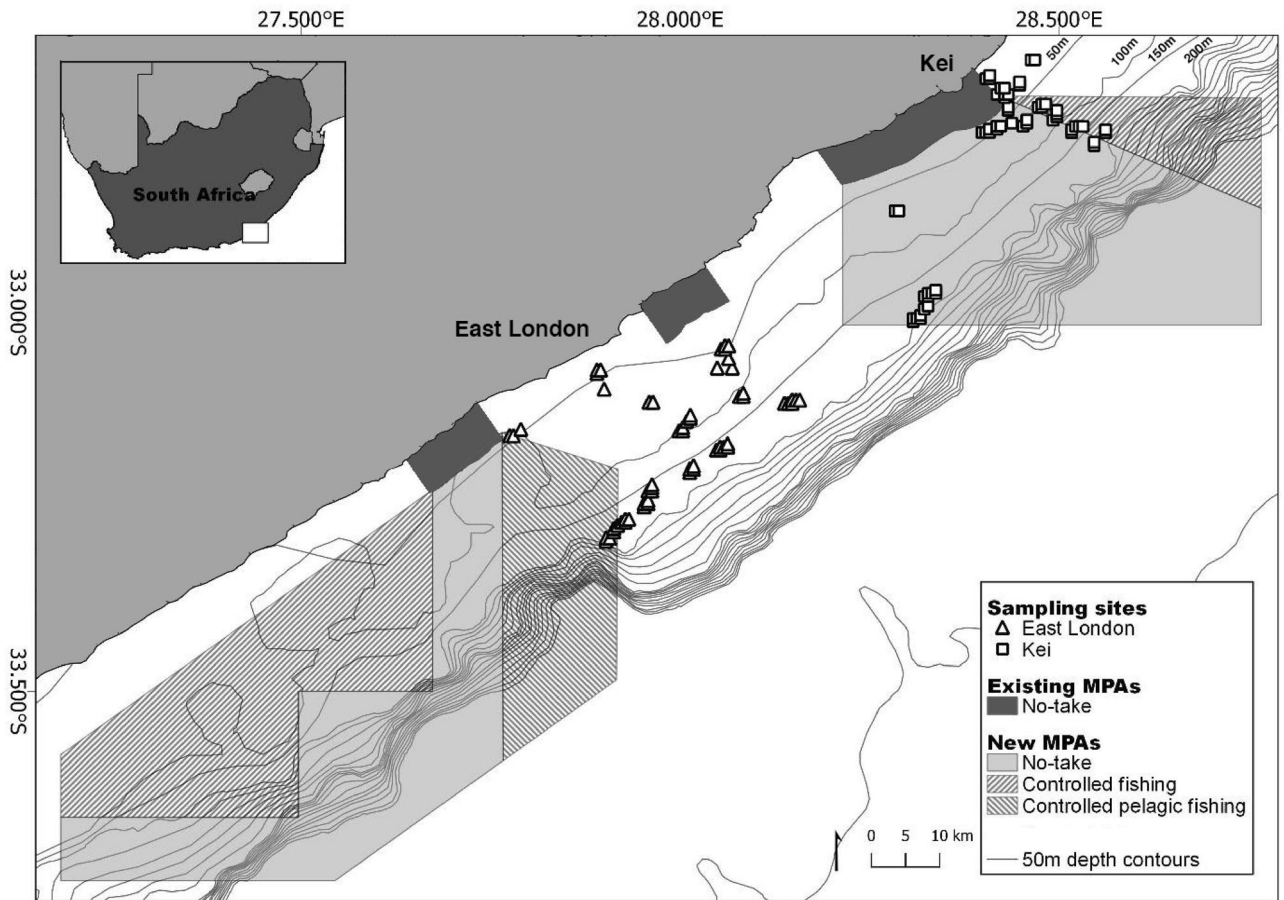 27.500°E 28.000°E 28.500°E
Kei
50m
100m
150m
200m
South Africa
33.000°S
East London
33.500°S
Sampling sites
East London
Kei
Existing MPAs
No-take
New MPAs
No-take
Controlled fishing
Controlled pelagic fishing
50m depth contours
0 5 10 km